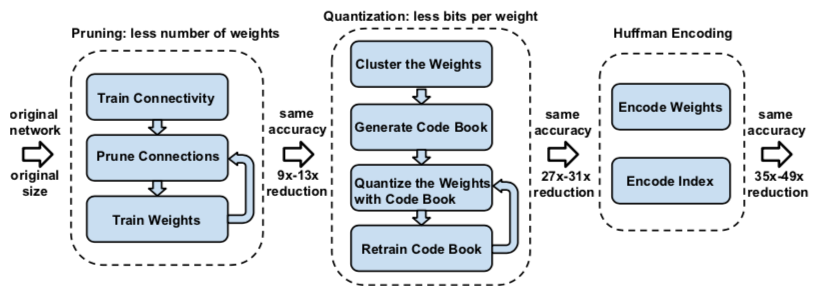 Pruning: less number of weights
Quantization: less bits per weight
Huffman Encoding
original
network
original
size
Train Connectivity
Prune Connections
Train Weights
same
accuracy
9x-13x
reduction
Cluster the Weights
Generate Code Book
Quantize the Weights
with Code Book
Retrain Code Book
same
accuracy
27x-31x
reduction
Encode Weights
Encode Index
same
accuracy
35x-49x
reduction